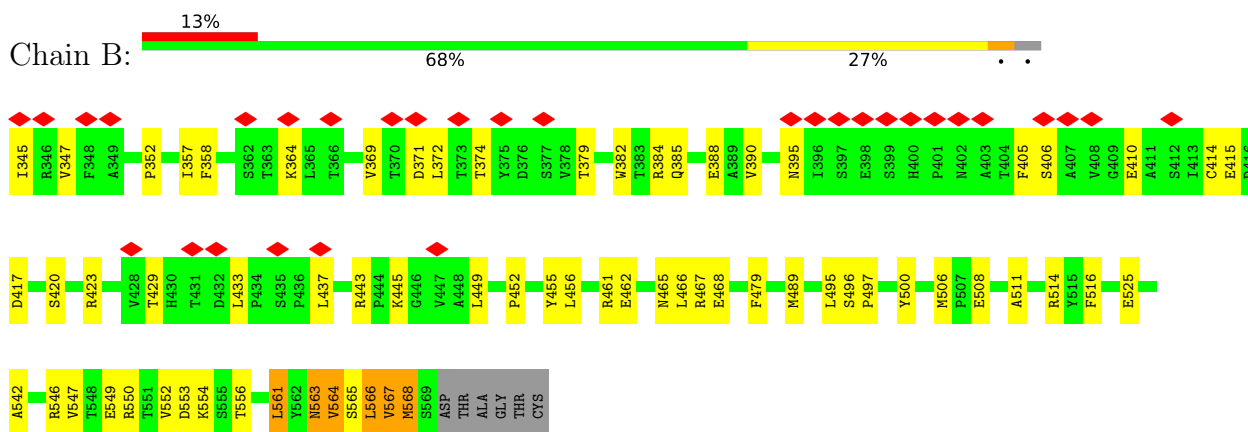 13%
Chain B:
68% 27% • •
I345 R346 V347 F348 A349 P352 I357 F358 S362 T363 K364 L365 T366 V369 T370 D371 L372 T373 T374 Y375 D376 S377 V378 T379 W382 T383 R384 Q385 E388 A389 V390 N395 I396 S397 E398 S399 H400 P401 N402 A403 T404 F405 S406 A407 V408 G409 E410 A411 S412 I413 C414 E415
D417 S420 R423 V428 T429 H430 T431 D432 L433 P434 S435 P436 L437 R443 P444 K445 G446 V447 A448 L449 P452 Y455 L456 R461 E462 N465 L466 R467 E468 F479 M489 L495 S496 P497 Y500 M506 P507 E508 A511 R514 Y515 F516 E525
A542 R546 V547 T548 E549 R550 T551 V552 D553 K554 S555 T556 L561 Y562 N563 V564 S565 L566 V567 M568 S569 ASP THR ALA GLY THR CYS